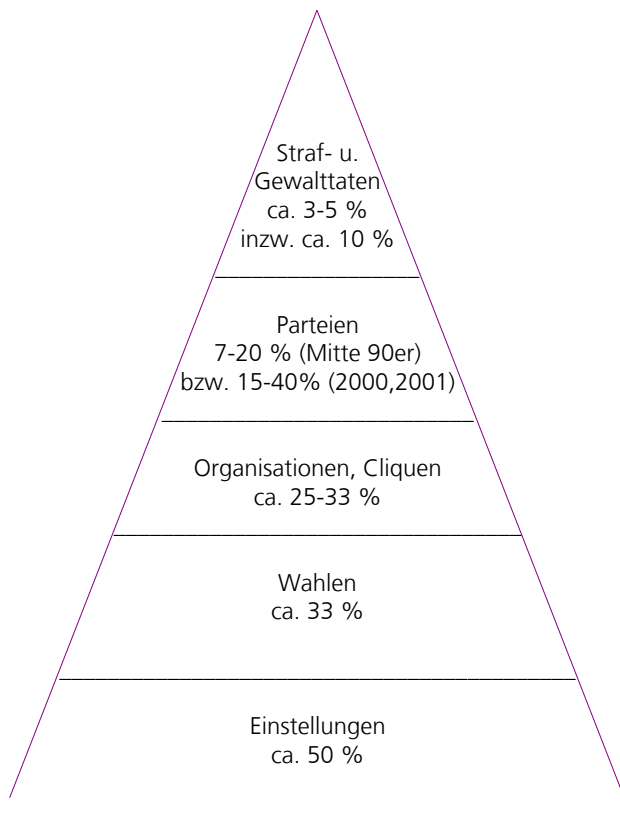 Straf- u.
Gewalttaten
ca. 3-5 %
inzw. ca. 10 %
Parteien
7-20 % (Mitte 90er)
bzw. 15-40% (2000,2001)
Organisationen, Cliquen
ca. 25-33 %
Wahlen
ca. 33 %
Einstellungen
ca. 50 %